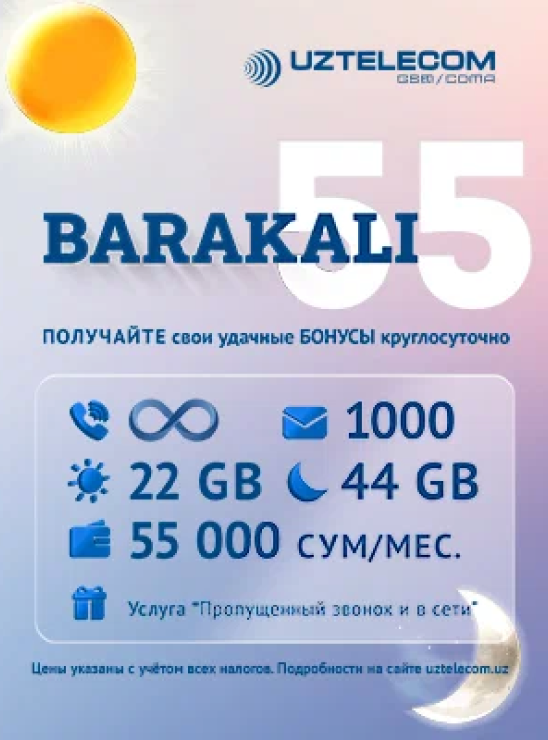 UZTELECOM
GSM/CDMA
55
BARAKALI
ПОЛУЧАЙТЕ свои удачные БОНУСЫ круглосуточно
∞ 1000
22 GB 44 GB
55 000 СУМ/МЕС.
Услуга "Пропущенный звонок и в сети"
Цены указаны с учётом всех налогов. Подробности на сайте uztelecom.uz